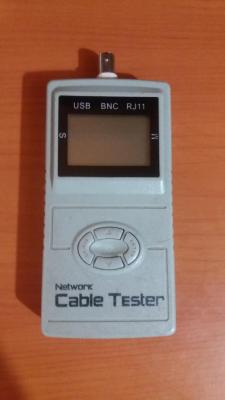 USB BNC RJ11
S M
Network
Cable Tester